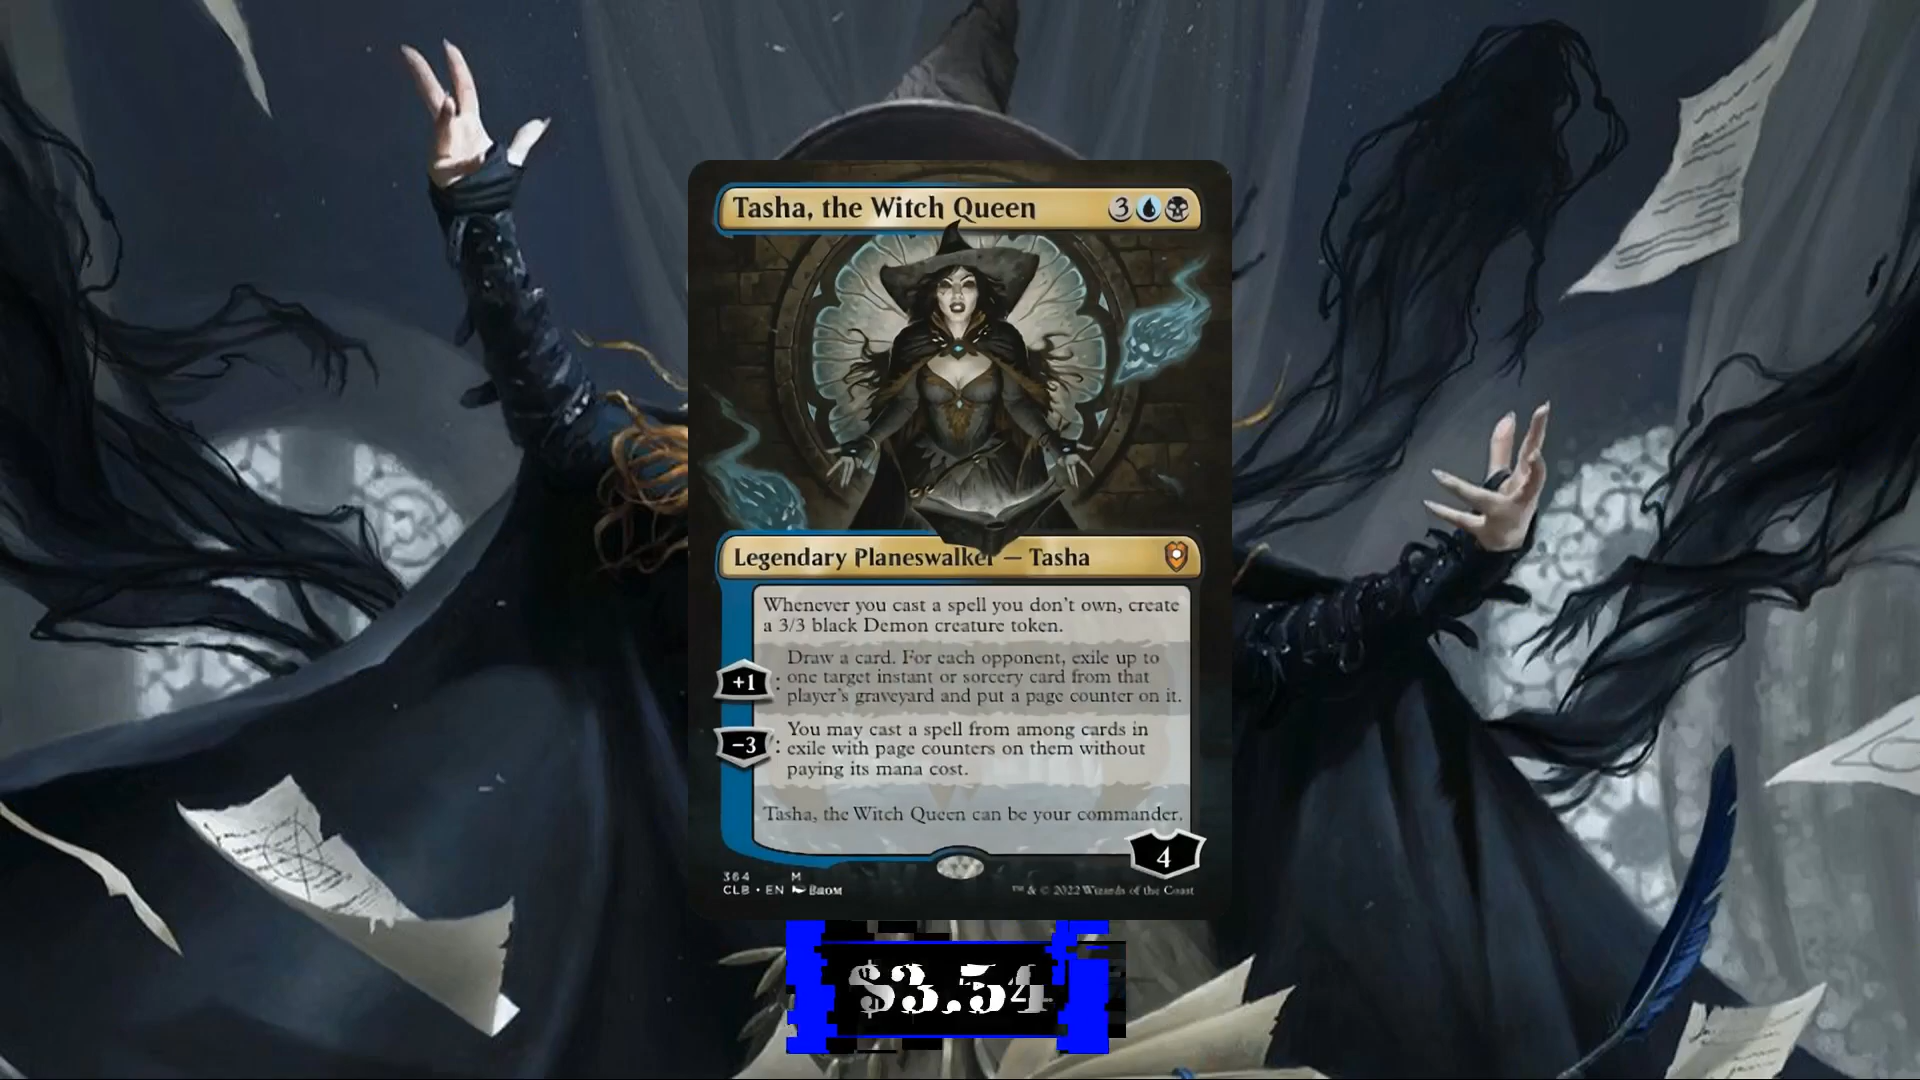 Tasha, the Witch Queen 3
Legendary Planeswalker — Tasha
Whenever you cast a spell you don't own, create
a 3/3 black Demon creature token.
+1 : Draw a card. For each opponent, exile up to
one target instant or sorcery card from that
player's graveyard and put a page counter on it.
−3 : You may cast a spell from among cards in
exile with page counters on them without
paying its mana cost.
Tasha, the Witch Queen can be your commander.
4
364 M
CLB • EN Brom
™ & © 2022 Wizards of the Coast
$3.54